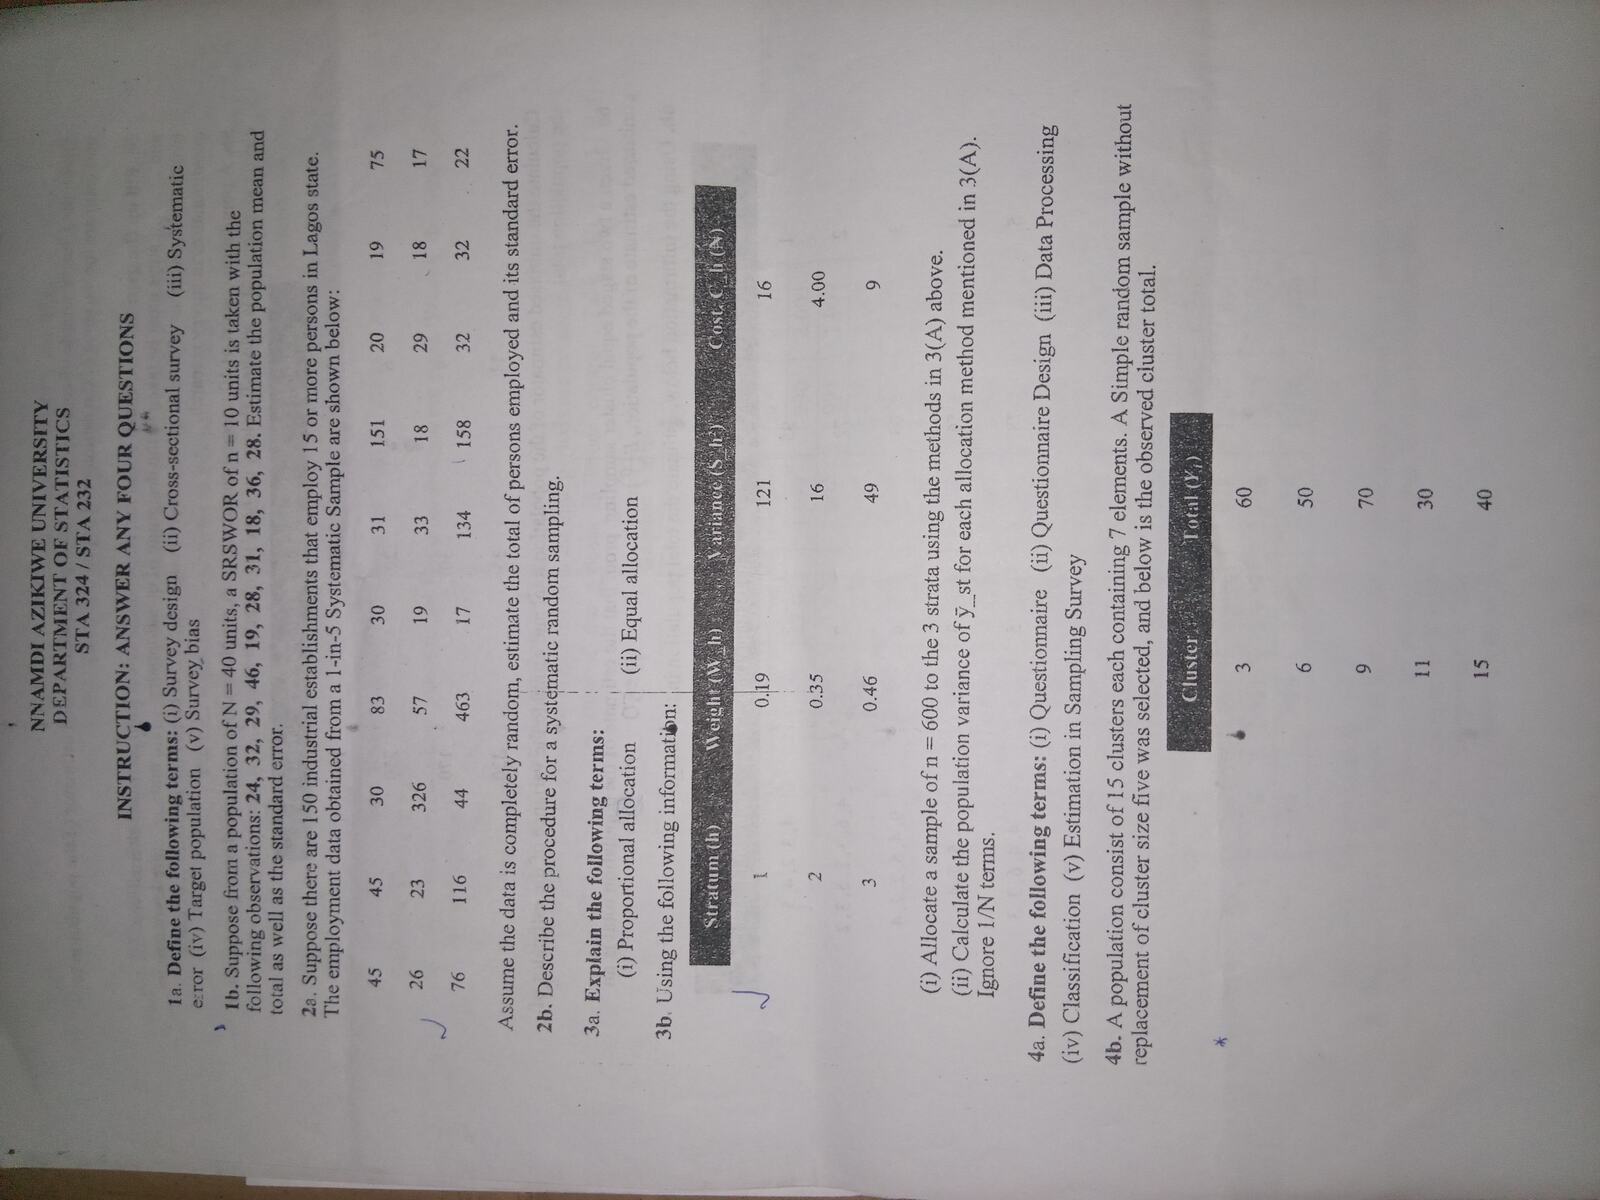 NNAMDI AZIKIWE UNIVERSITY
DEPARTMENT OF STATISTICS
STA 324 / STA 232
INSTRUCTION: ANSWER ANY FOUR QUESTIONS
1a. Define the following terms: (i) Survey design (ii) Cross-sectional survey (iii) Systematic
error (iv) Target population (v) Survey bias
1b. Suppose from a population of N = 40 units, a SRSWOR of n = 10 units is taken with the
following observations: 24, 32, 29, 46, 19, 28, 31, 18, 36, 28. Estimate the population mean and
total as well as the standard error.
2a. Suppose there are 150 industrial establishments that employ 15 or more persons in Lagos state.
The employment data obtained from a 1-in-5 Systematic Sample are shown below:
45 45 30 83 30 31 151 20 19 75
26 23 326 57 19 33 18 29 18 17
76 116 44 463 17 134 158 32 32 22
Assume the data is completely random, estimate the total of persons employed and its standard error.
2b. Describe the procedure for a systematic random sampling.
3a. Explain the following terms:
(i) Proportional allocation (ii) Equal allocation
3b. Using the following information:
Stratum (h) Weight (W_h) Variance (S_h²) Cost- C_h (N)
1 0.19 121 16
2 0.35 16 4.00
3 0.46 49 9
(i) Allocate a sample of n = 600 to the 3 strata using the methods in 3(A) above.
(ii) Calculate the population variance of ȳ_st for each allocation method mentioned in 3(A).
Ignore 1/N terms.
4a. Define the following terms: (i) Questionnaire (ii) Questionnaire Design (iii) Data Processing
(iv) Classification (v) Estimation in Sampling Survey
4b. A population consist of 15 clusters each containing 7 elements. A Simple random sample without
replacement of cluster size five was selected, and below is the observed cluster total.
*
Cluster Total (Yᵢ)
3 60
6 50
9 70
11 30
15 40